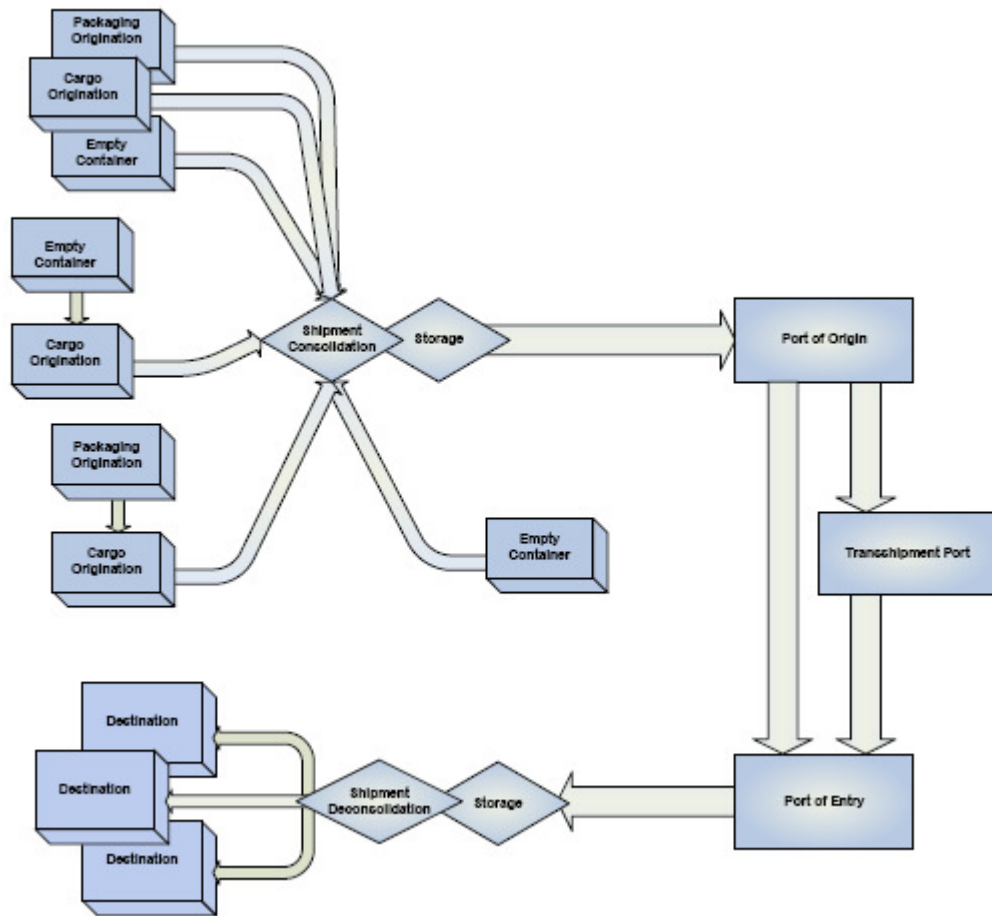 Packaging
Origination
Cargo
Origination
Empty
Container
Empty
Container
Cargo
Origination
Shipment
Consolidation
Storage
Port of Origin
Packaging
Origination
Cargo
Origination
Empty
Container
Transshipment Port
Destination
Destination
Destination
Shipment
Deconsolidation
Storage
Port of Entry